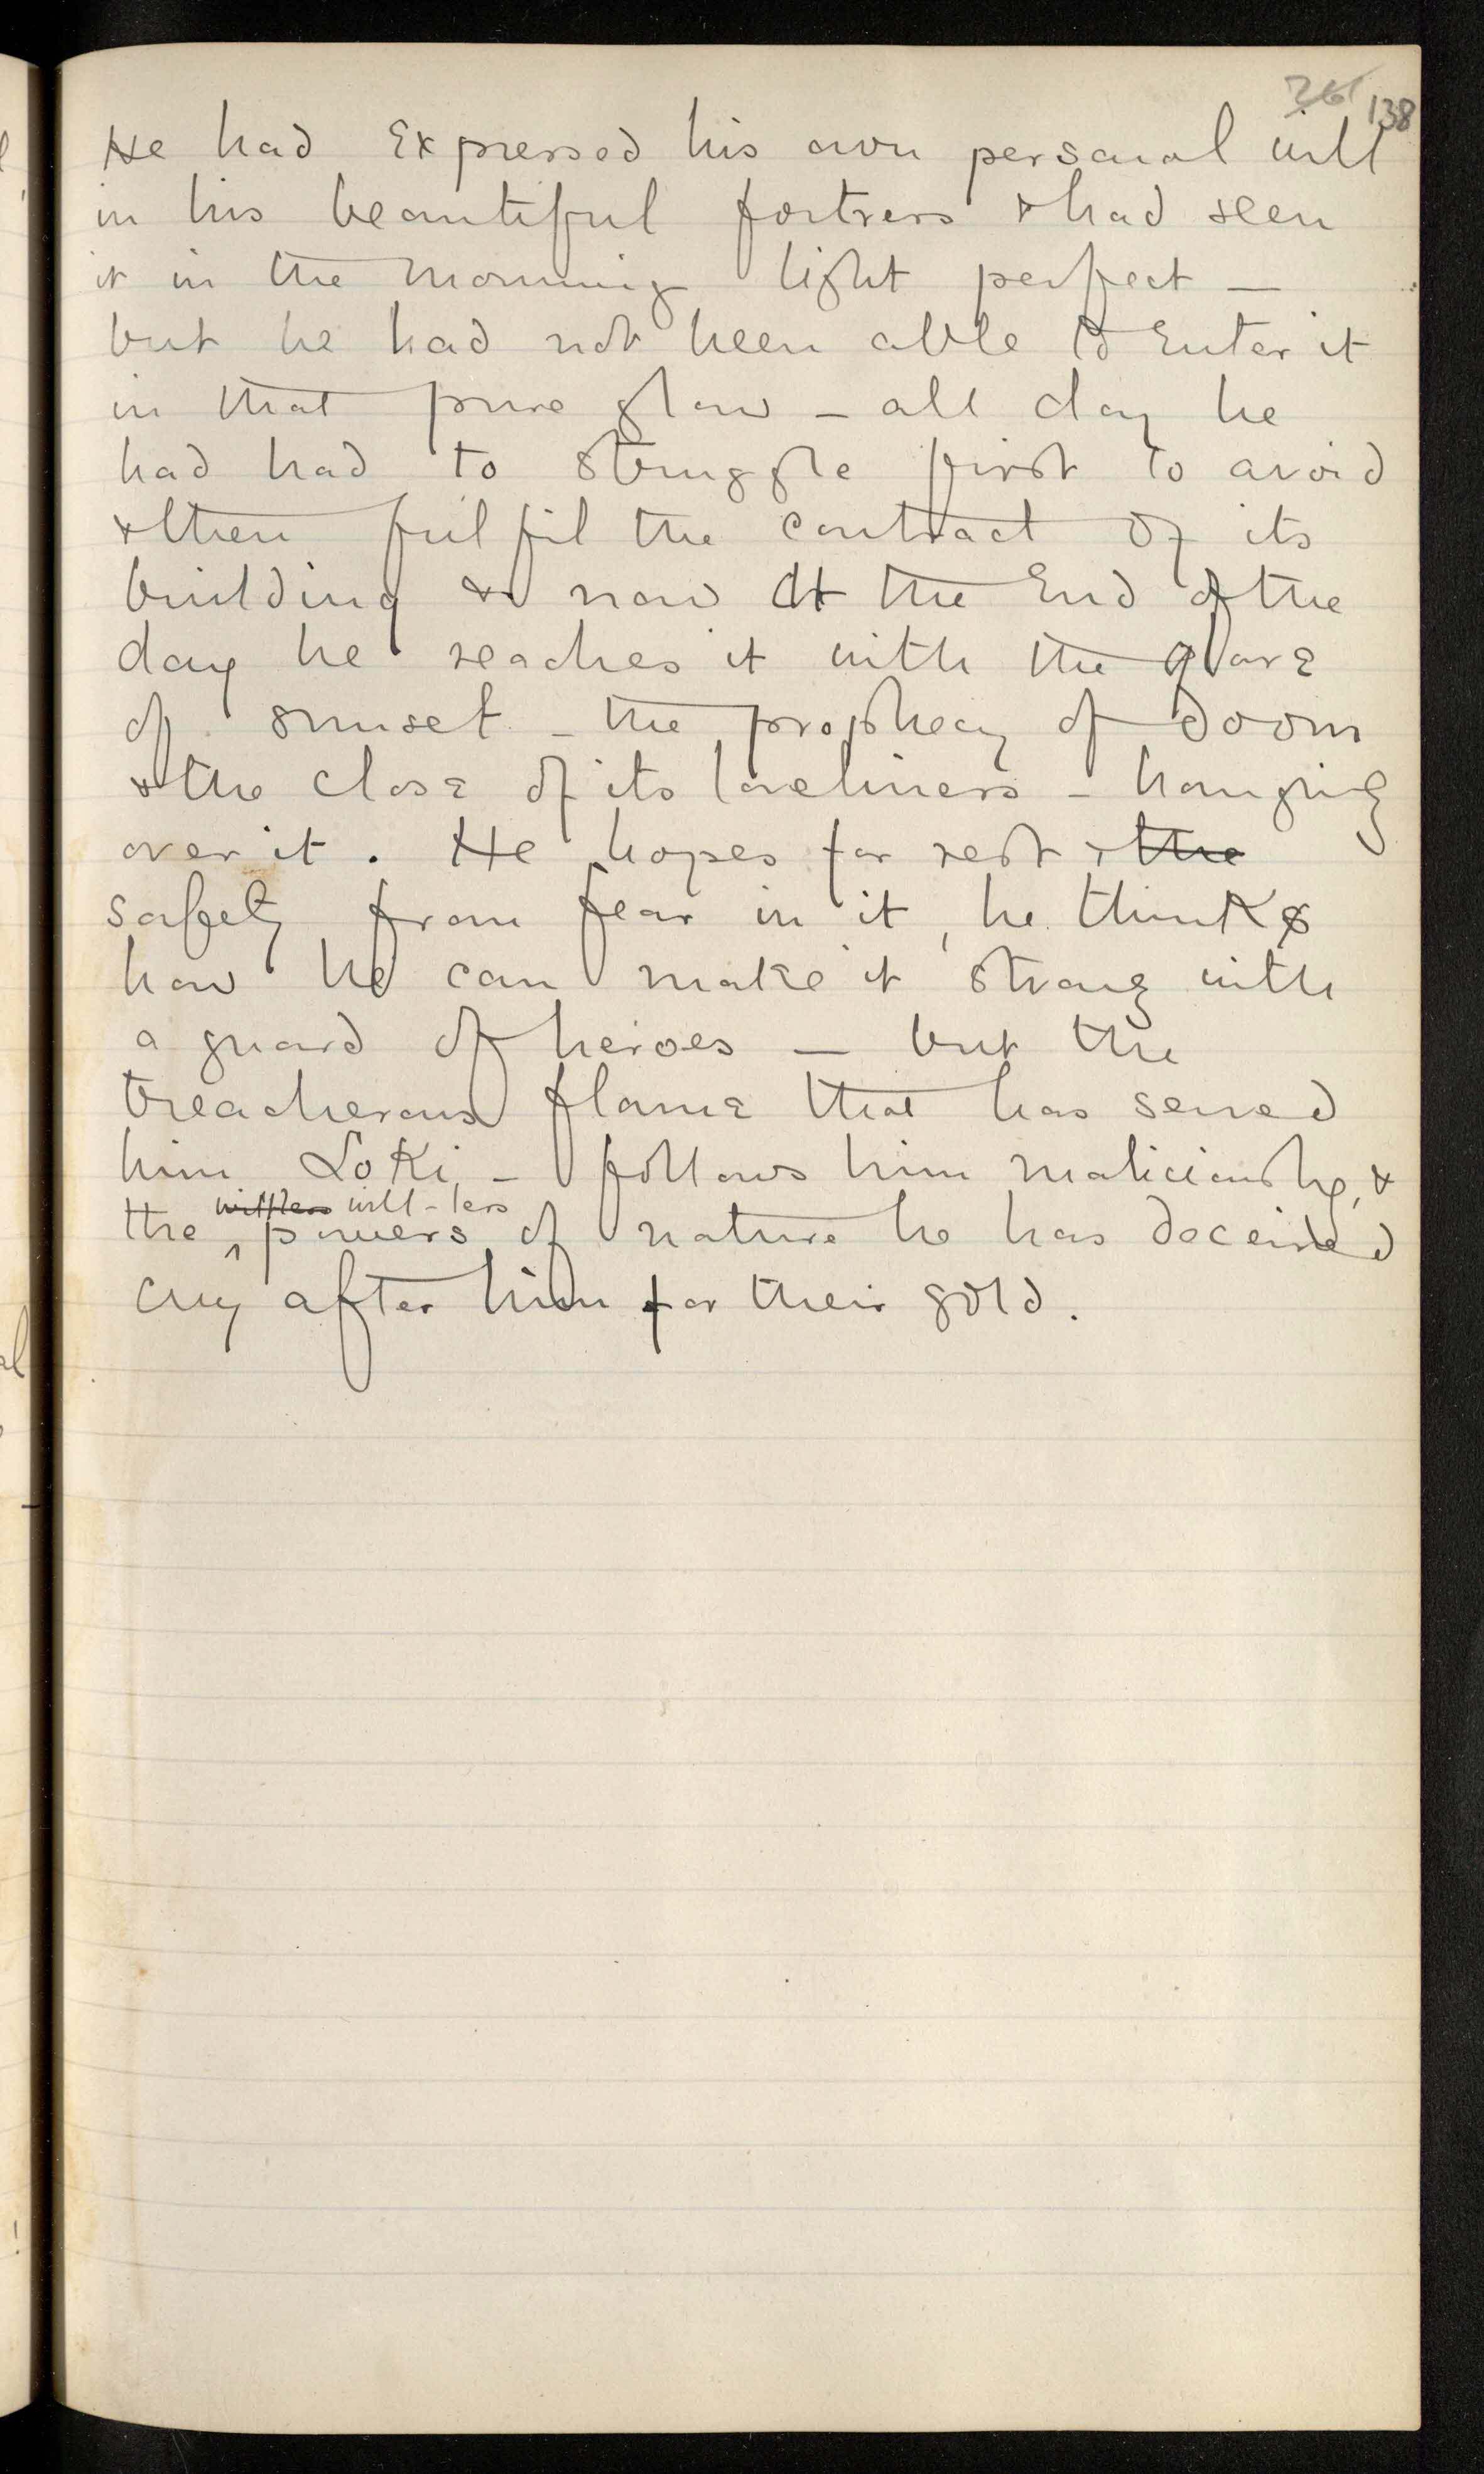 138
He had Expressed his own personal will
in his beautiful fortress & had seen
it in the morning light perfect —
but he had not been able to Enter it
in that pure glow - all day he
had had to struggle first to avoid
& then fulfil the contract of its
building & now at the End of the
day he reaches it with the glare
of sunset - the prophecy of doom
& the close of its loveliness - hanging
over it. He hopes for rest & the
safety from fear in it, he thinks
how he can make it strong with
a guard of heroes — but the
treacherous flame that has served
him Loki - follows him maliciously, &
will-less
the powers of nature he has deceived
cry after him for their gold.